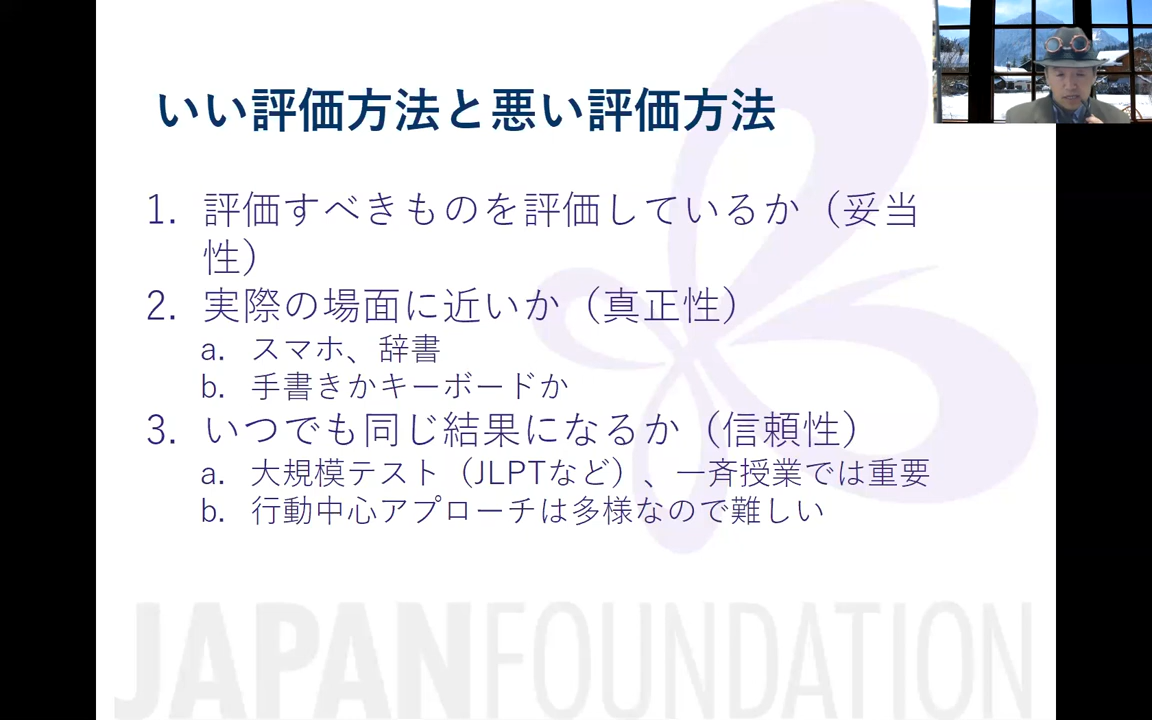 いい評価方法と悪い評価方法
1. 評価すべきものを評価しているか（妥当
性）
2. 実際の場面に近いか（真正性）
a. スマホ、辞書
b. 手書きかキーボードか
3. いつでも同じ結果になるか（信頼性）
a. 大規模テスト（JLPTなど）、一斉授業では重要
b. 行動中心アプローチは多様なので難しい
JAPANFOUNDATION